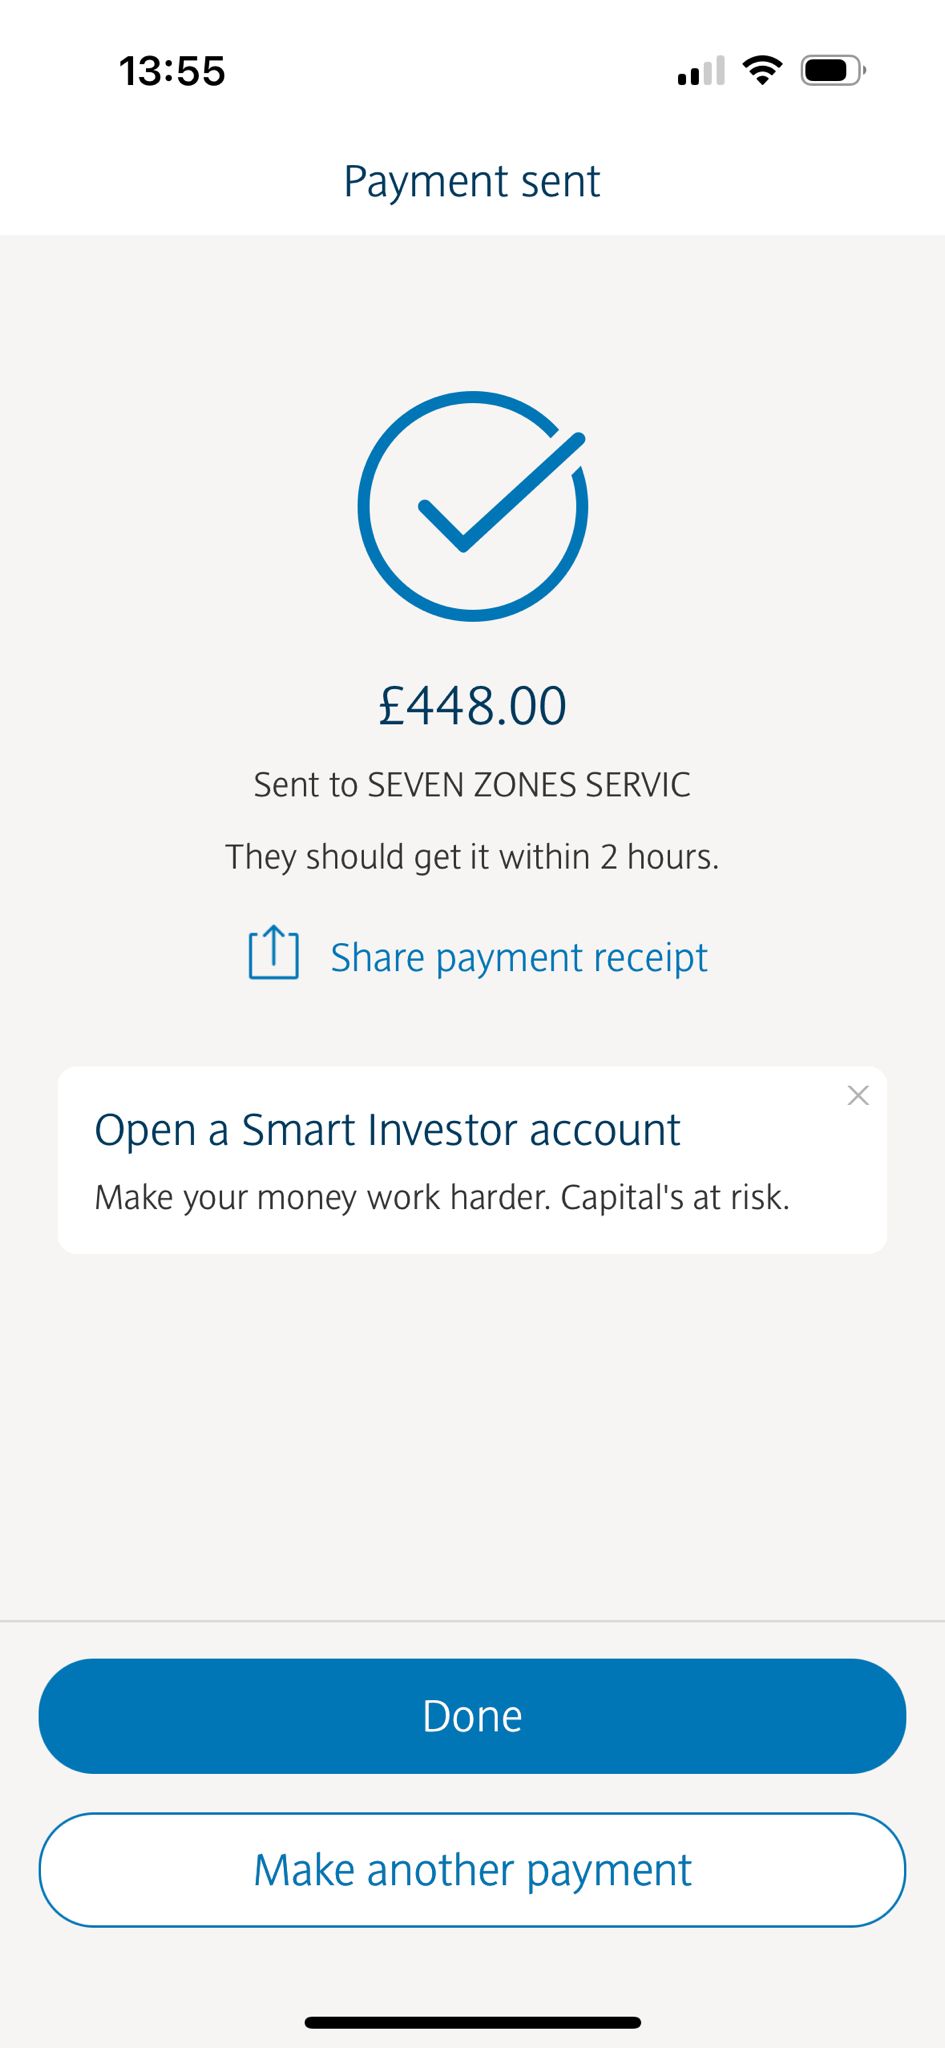 13:55
Payment sent
£448.00
Sent to SEVEN ZONES SERVIC
They should get it within 2 hours.
Share payment receipt
Open a Smart Investor account
Make your money work harder. Capital's at risk.
Done
Make another payment